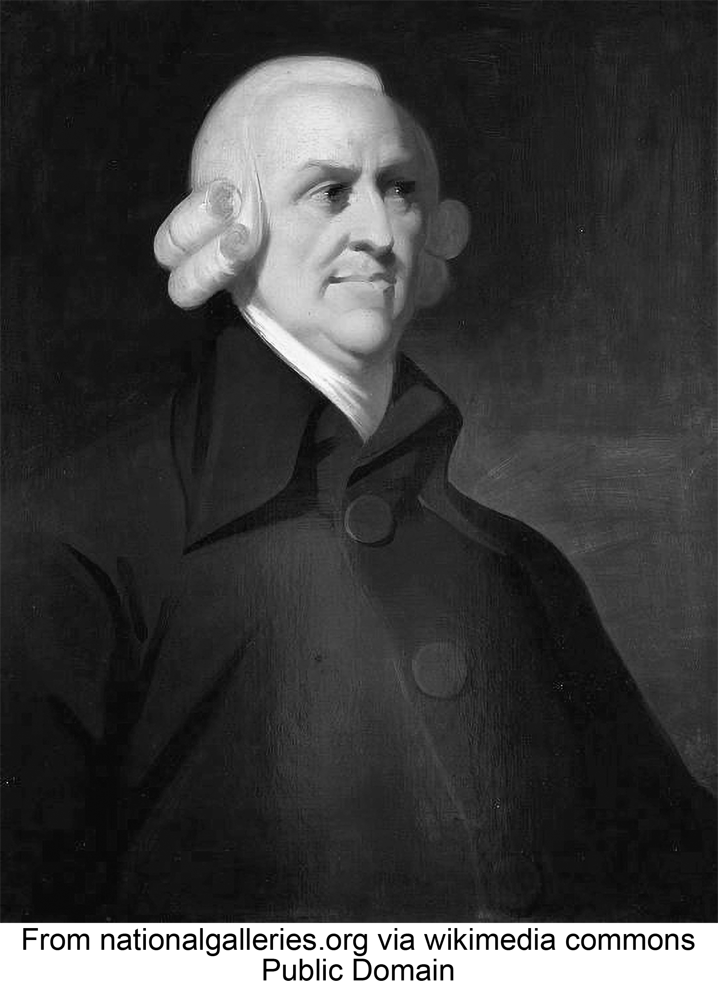 From nationalgalleries.org via wikimedia commons
Public Domain